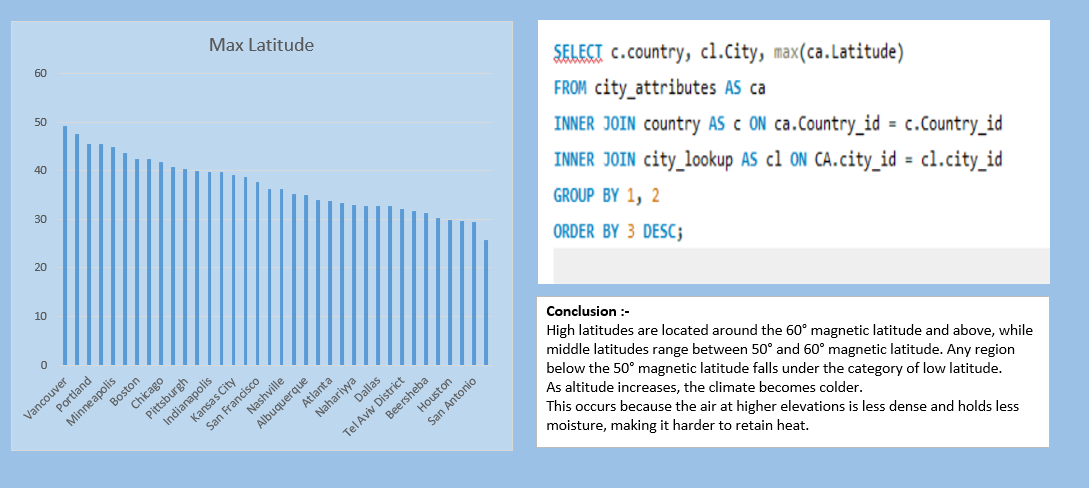 Max Latitude
60
50
40
30
20
10
0
Vancouver
Portland
Minneapolis
Boston
Chicago
Pittsburgh
Indianapolis
Kansas City
San Francisco
Nashville
Albuquerque
Atlanta
Nahariyya
Dallas
Tel Aviv District
Beersheba
Houston
San Antonio
SELECT c.country, cl.City, max(ca.Latitude)
FROM city_attributes AS ca
INNER JOIN country AS c ON ca.Country_id = c.Country_id
INNER JOIN city_lookup AS cl ON CA.city_id = cl.city_id
GROUP BY 1, 2
ORDER BY 3 DESC;
Conclusion :-
High latitudes are located around the 60° magnetic latitude and above, while
middle latitudes range between 50° and 60° magnetic latitude. Any region
below the 50° magnetic latitude falls under the category of low latitude.
As altitude increases, the climate becomes colder.
This occurs because the air at higher elevations is less dense and holds less
moisture, making it harder to retain heat.